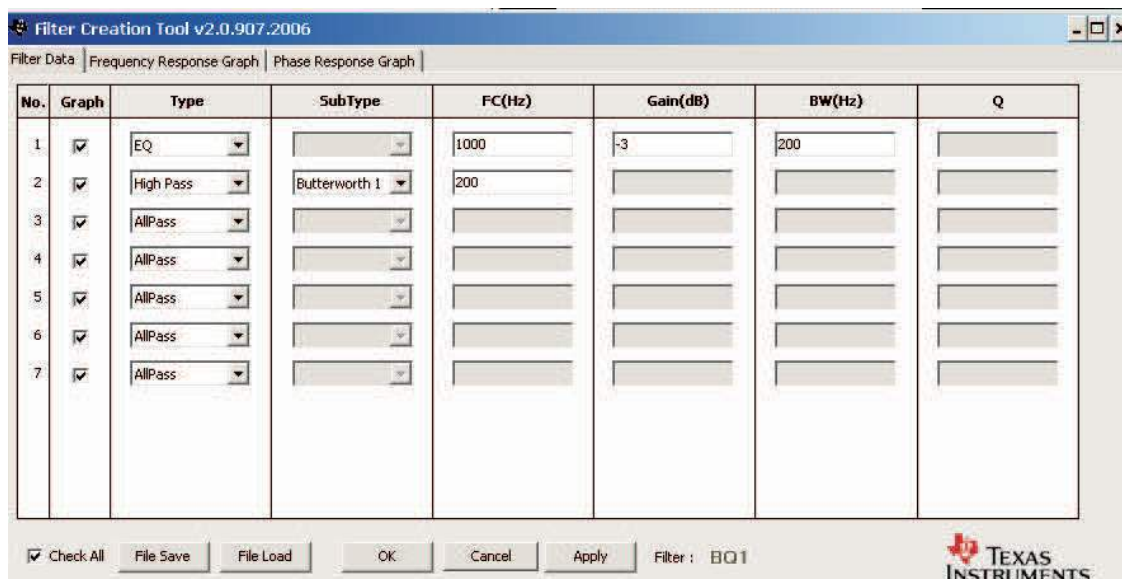 Filter Creation Tool v2.0.907.2006
Filter Data Frequency Response Graph Phase Response Graph
No. Graph Type SubType FC(Hz) Gain(dB) BW(Hz) Q
1 EQ 1000 -3 200
2 High Pass Butterworth 1 200
3 AllPass
4 AllPass
5 AllPass
6 AllPass
7 AllPass
Check All File Save File Load OK Cancel Apply Filter : BQ1
TEXAS
INSTRUMENTS